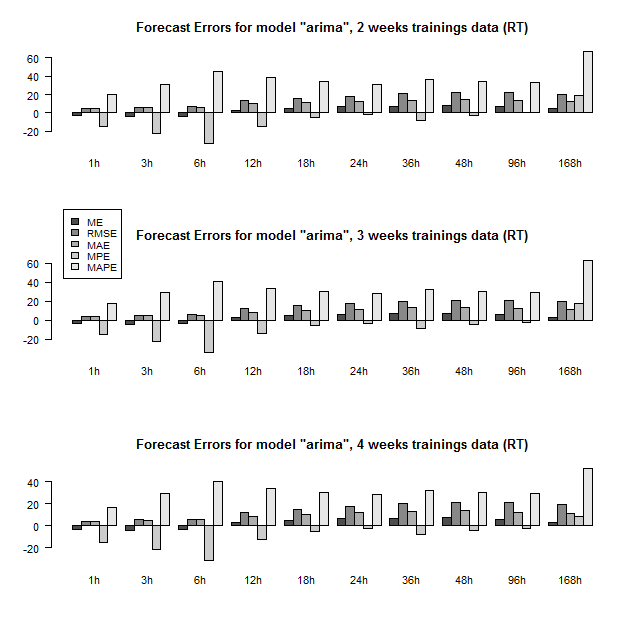 Forecast Errors for model "arima", 2 weeks trainings data (RT)
60
40
20
0
-20
1h 3h 6h 12h 18h 24h 36h 48h 96h 168h
ME
RMSE
MAE
MPE
MAPE
Forecast Errors for model "arima", 3 weeks trainings data (RT)
60
40
20
0
-20
1h 3h 6h 12h 18h 24h 36h 48h 96h 168h
Forecast Errors for model "arima", 4 weeks trainings data (RT)
40
20
0
-20
1h 3h 6h 12h 18h 24h 36h 48h 96h 168h